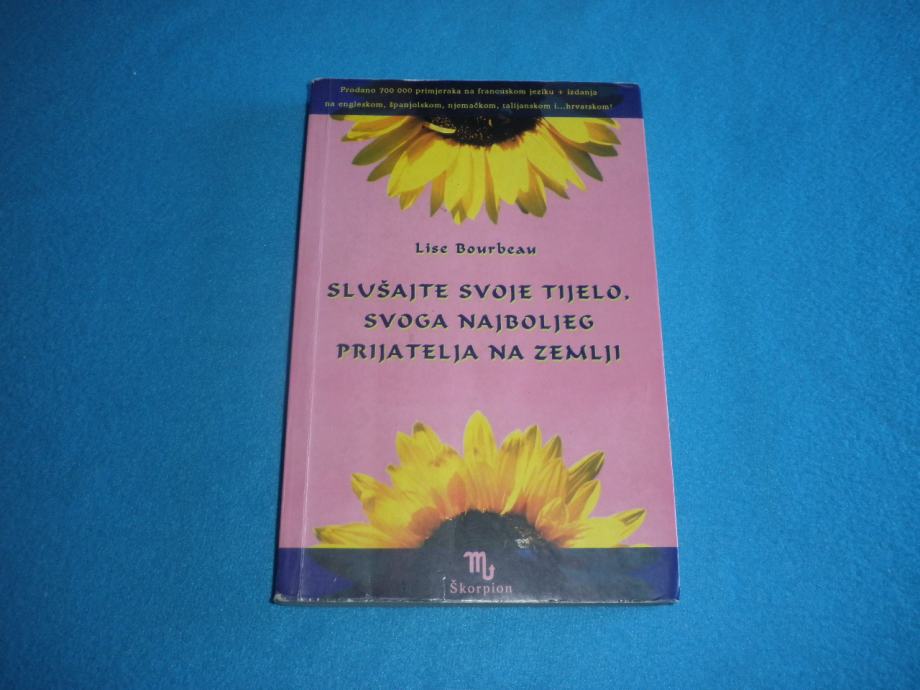 Prodano 700 000 primjeraka na francuskom jeziku + izdanja
na engleskom, španjolskom, njemačkom, talijanskom i...hrvatskom!
Lise Bourbeau
SLUŠAJTE SVOJE TIJELO,
SVOGA NAJBOLJEG
PRIJATELJA NA ZEMLJI
Škorpion